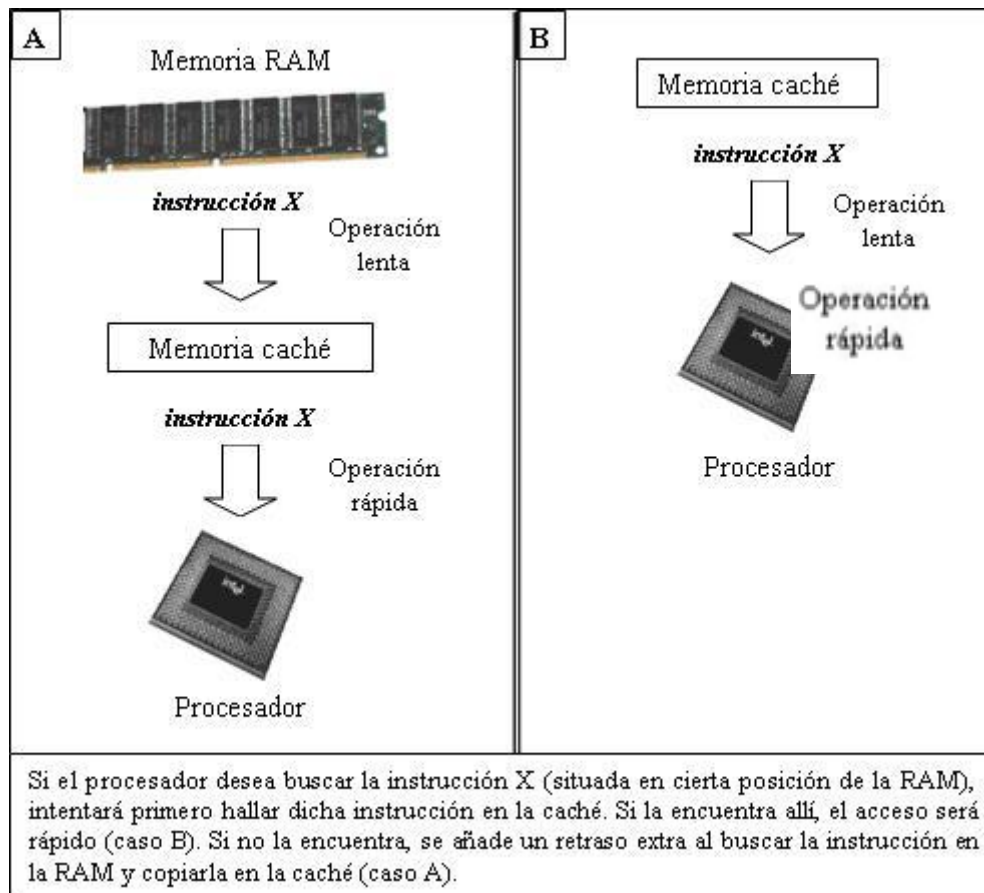 A
Memoria RAM
instrucción X
Operación
lenta
Memoria caché
instrucción X
Operación
rápida
intel
Procesador
B
Memoria caché
instrucción X
Operación
lenta
intel
Operación
rápida
Procesador
Si el procesador desea buscar la instrucción X (situada en cierta posición de la RAM),
intentará primero hallar dicha instrucción en la caché. Si la encuentra allí, el acceso será
rápido (caso B). Si no la encuentra, se añade un retraso extra al buscar la instrucción en
la RAM y copiarla en la caché (caso A).